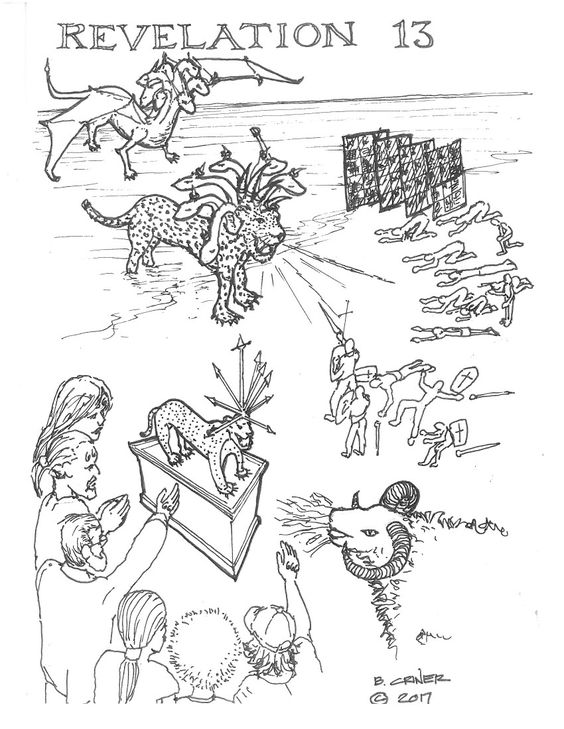 REVELATION 13
B. CRINER
© 2017